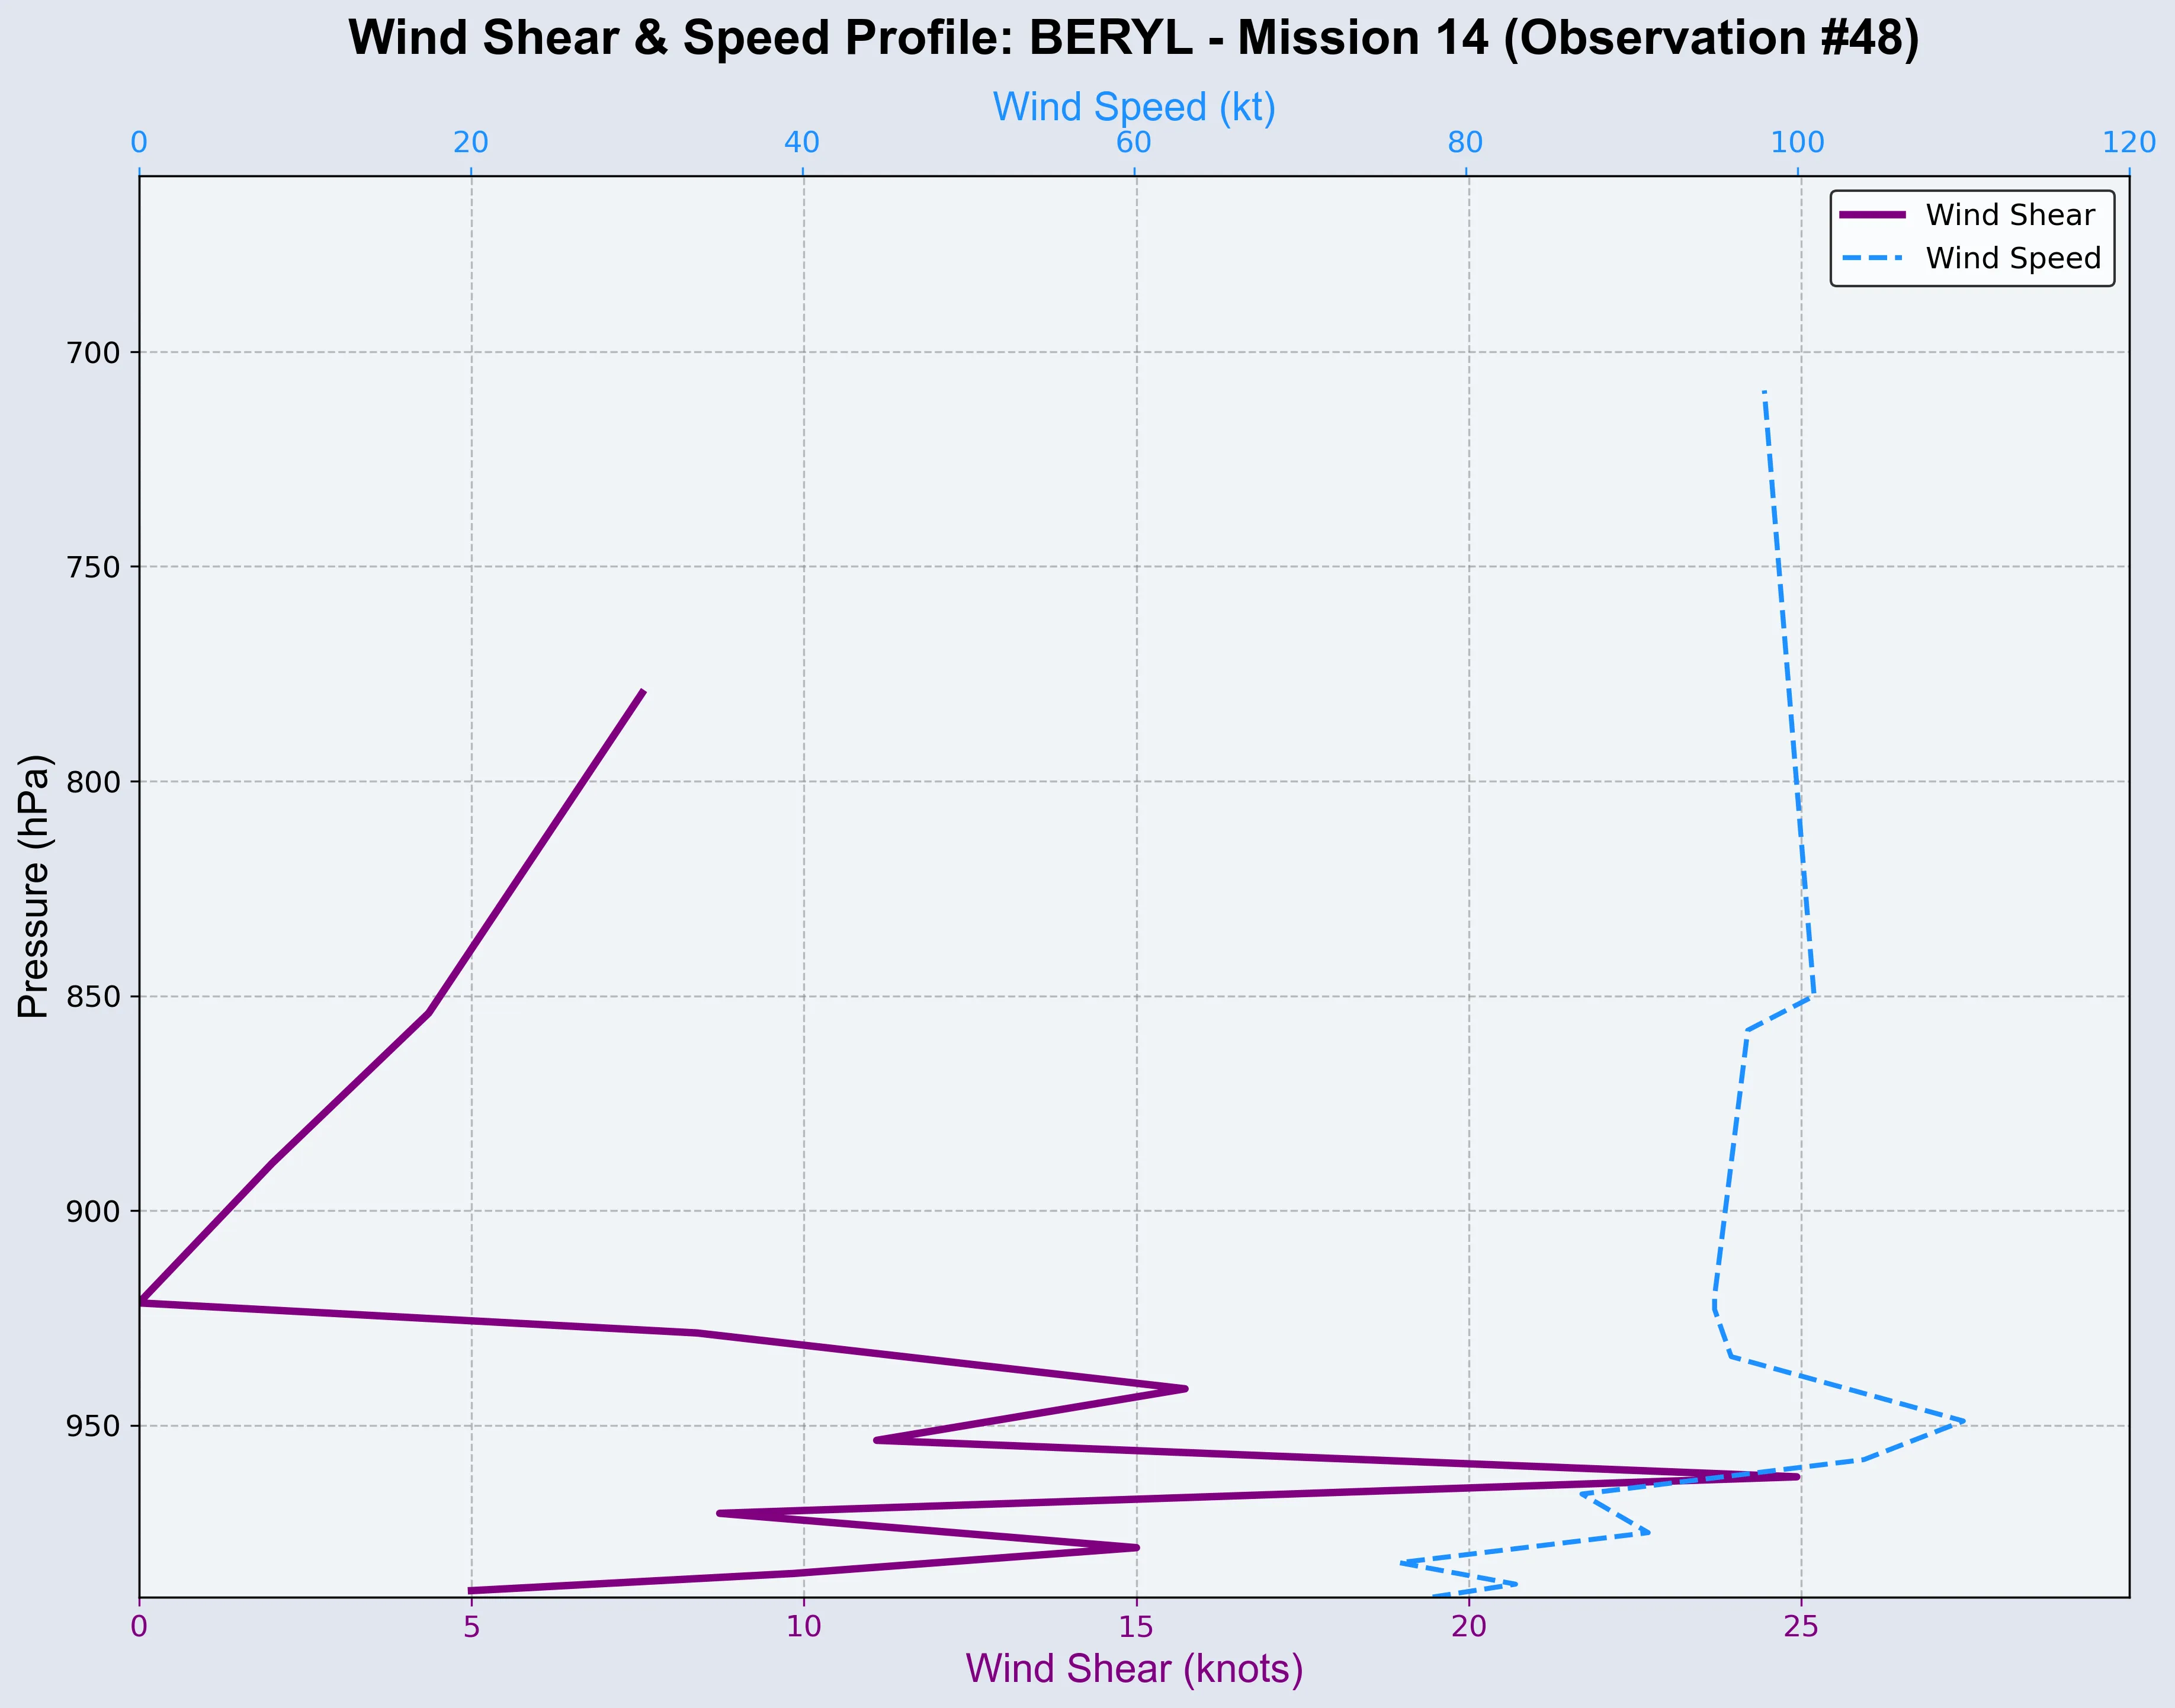 Wind Shear & Speed Profile: BERYL - Mission 14 (Observation #48)
Wind Speed (kt)
0 20 40 60 80 100 120
Wind Shear
Wind Speed
700
750
800
850
900
950
Pressure (hPa)
0 5 10 15 20 25
Wind Shear (knots)